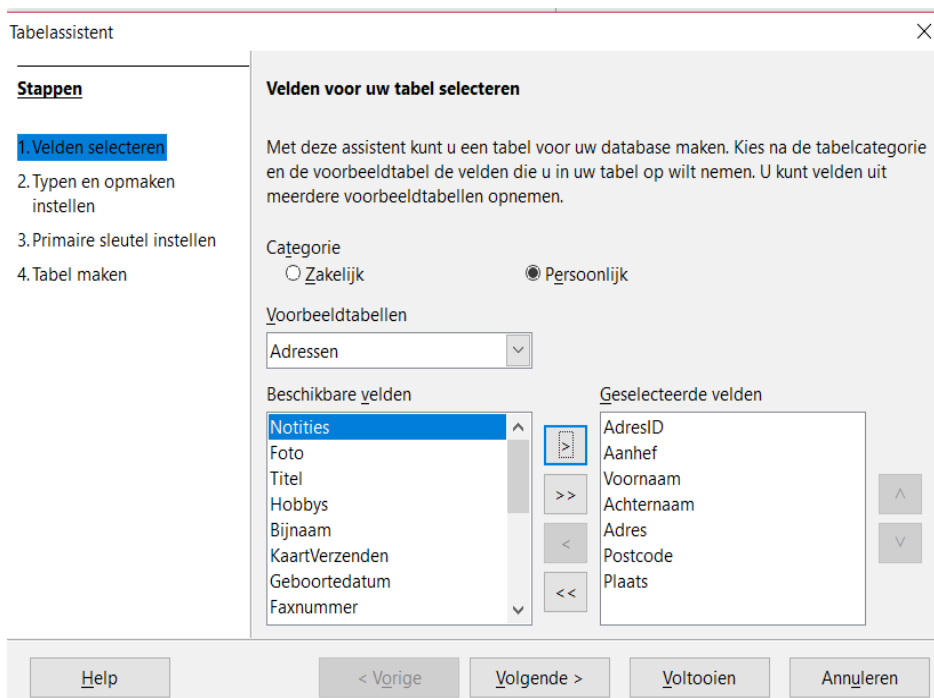 Tabelassistent
Stappen
1. Velden selecteren
2. Typen en opmaken
instellen
3. Primaire sleutel instellen
4. Tabel maken
Velden voor uw tabel selecteren
Met deze assistent kunt u een tabel voor uw database maken. Kies na de tabelcategorie
en de voorbeeldtabel de velden die u in uw tabel op wilt nemen. U kunt velden uit
meerdere voorbeeldtabellen opnemen.
Categorie
Zakelijk
Persoonlijk
Voorbeeldtabellen
Adressen
Beschikbare velden
Notities
Foto
Titel
Hobbys
Bijnaam
KaartVerzenden
Geboortedatum
Faxnummer
>
>>
<
<<
Geselecteerde velden
AdresID
Aanhef
Voornaam
Achternaam
Adres
Postcode
Plaats
Help
< Vorige
Volgende >
Voltooien
Annuleren